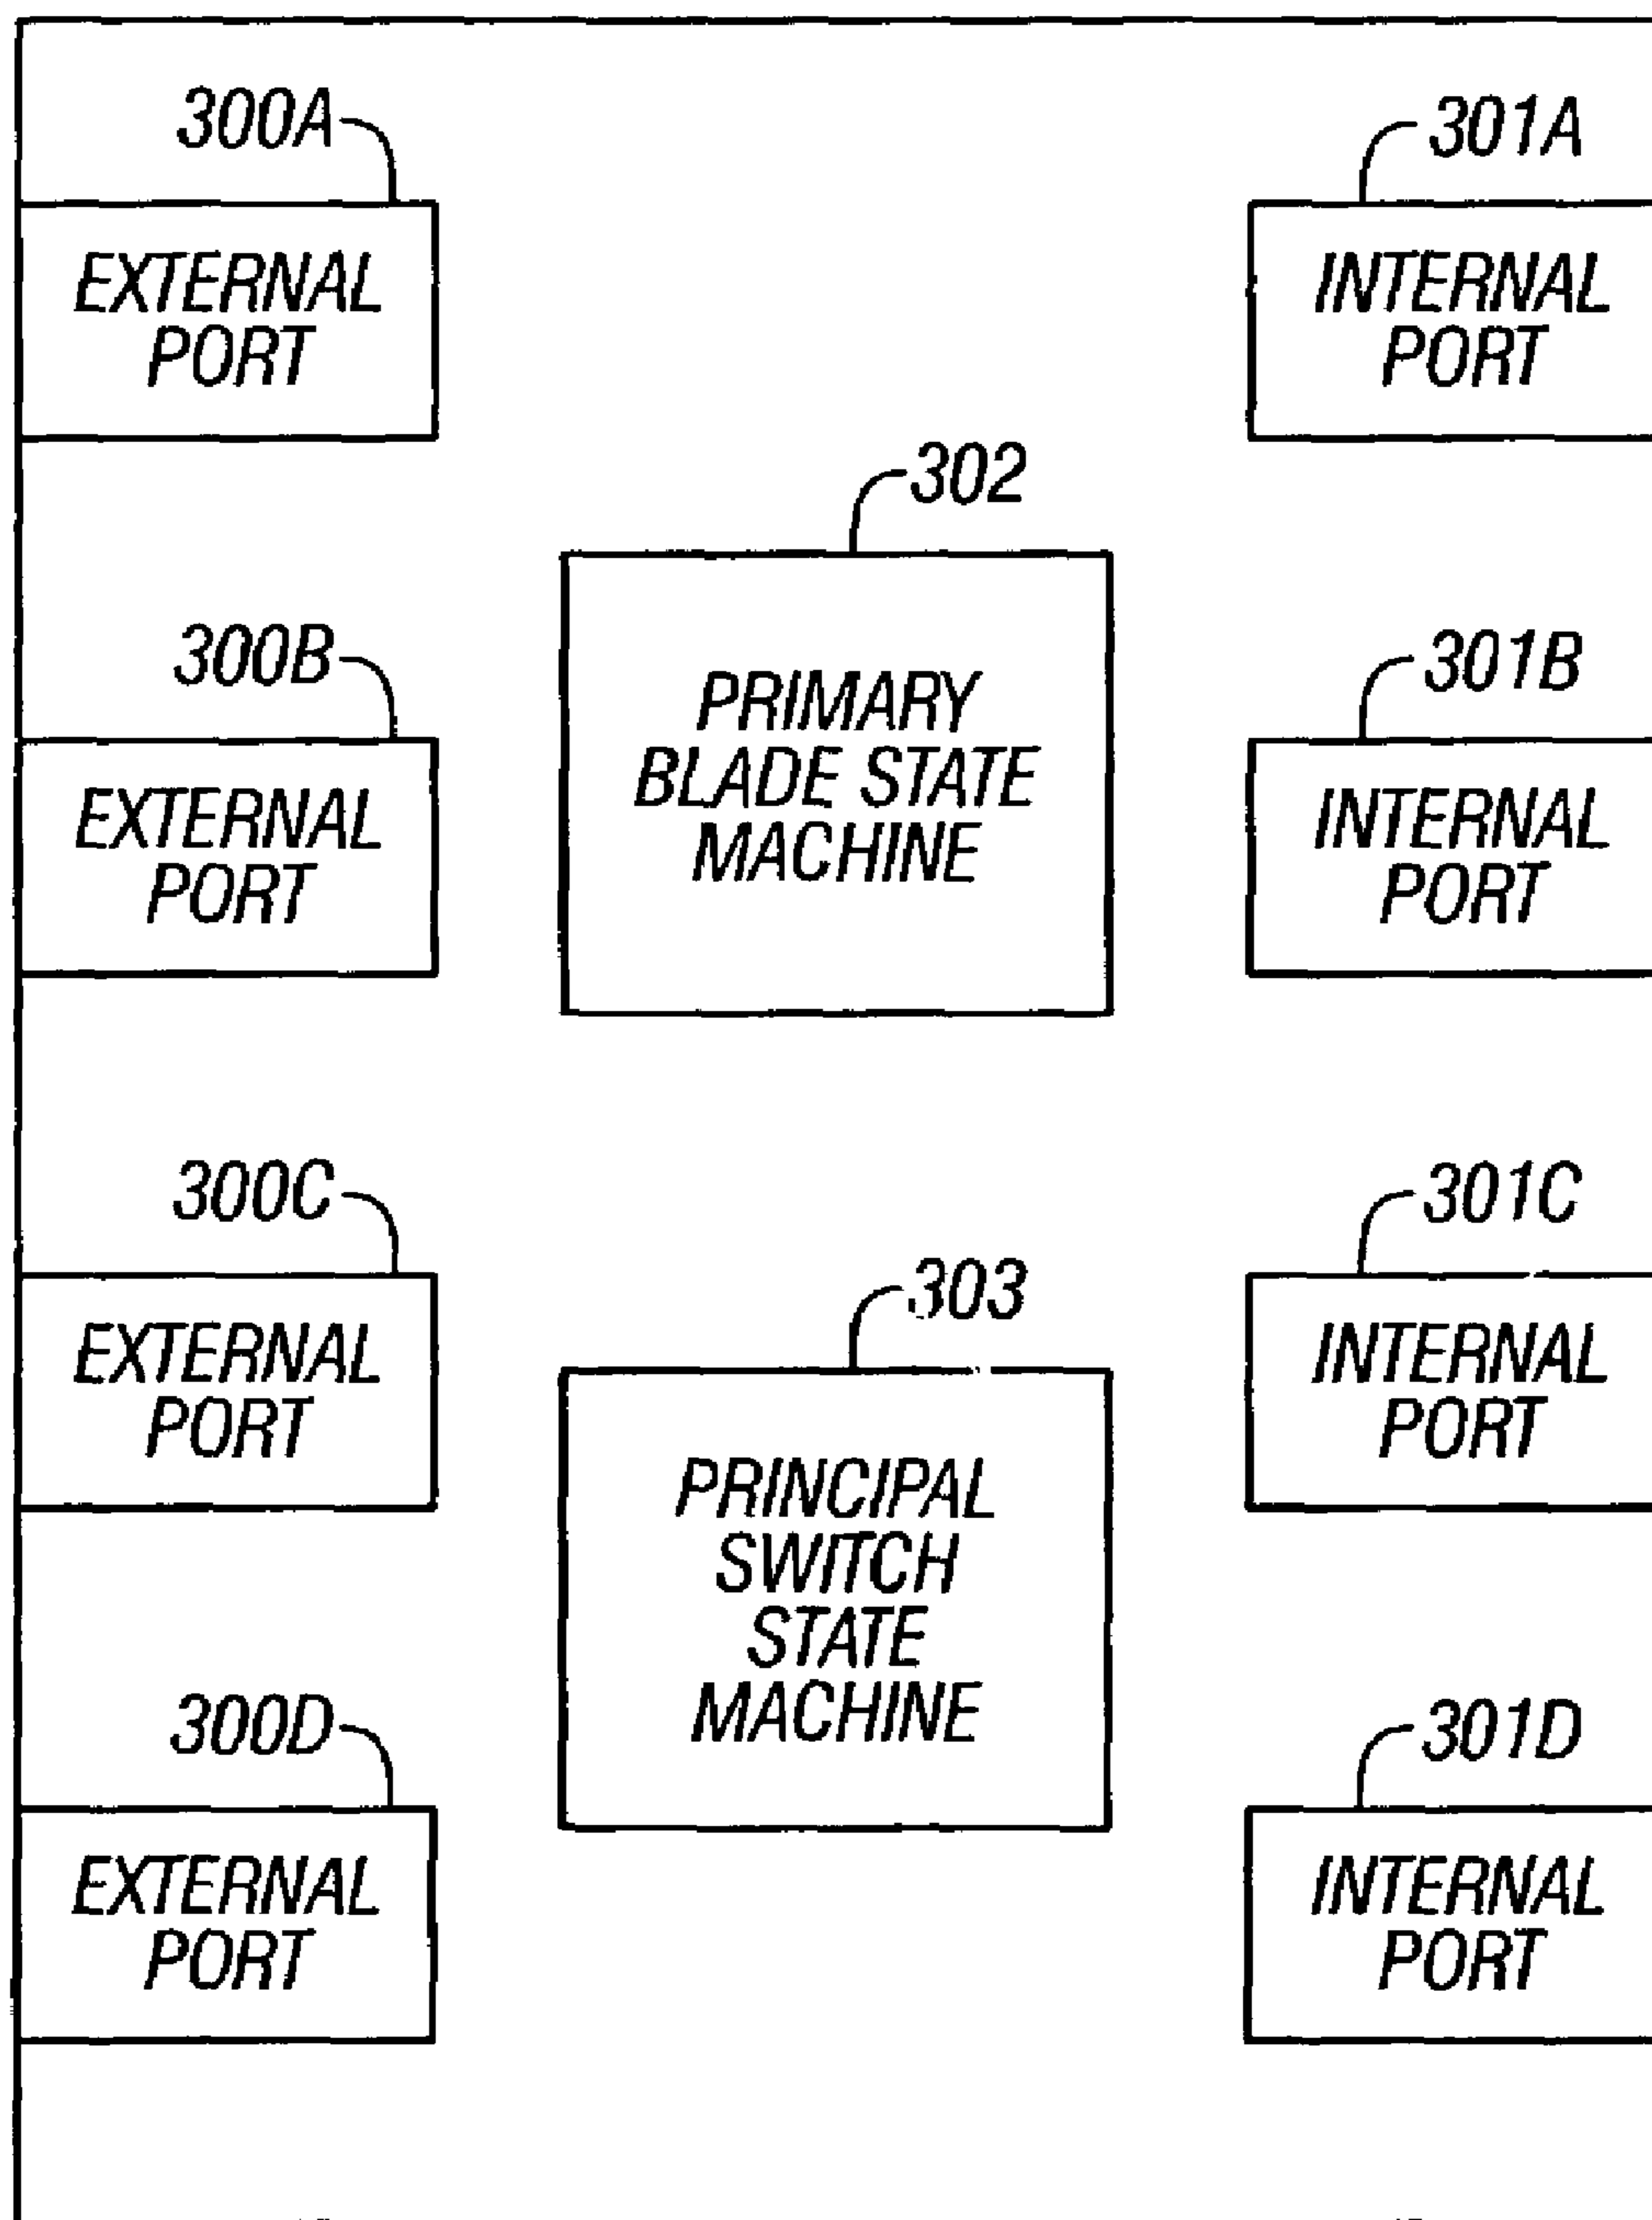 300A
EXTERNAL
PORT
301A
INTERNAL
PORT
302
PRIMARY
BLADE STATE
MACHINE
300B
EXTERNAL
PORT
301B
INTERNAL
PORT
300C
EXTERNAL
PORT
301C
INTERNAL
PORT
303
PRINCIPAL
SWITCH
STATE
MACHINE
300D
EXTERNAL
PORT
301D
INTERNAL
PORT